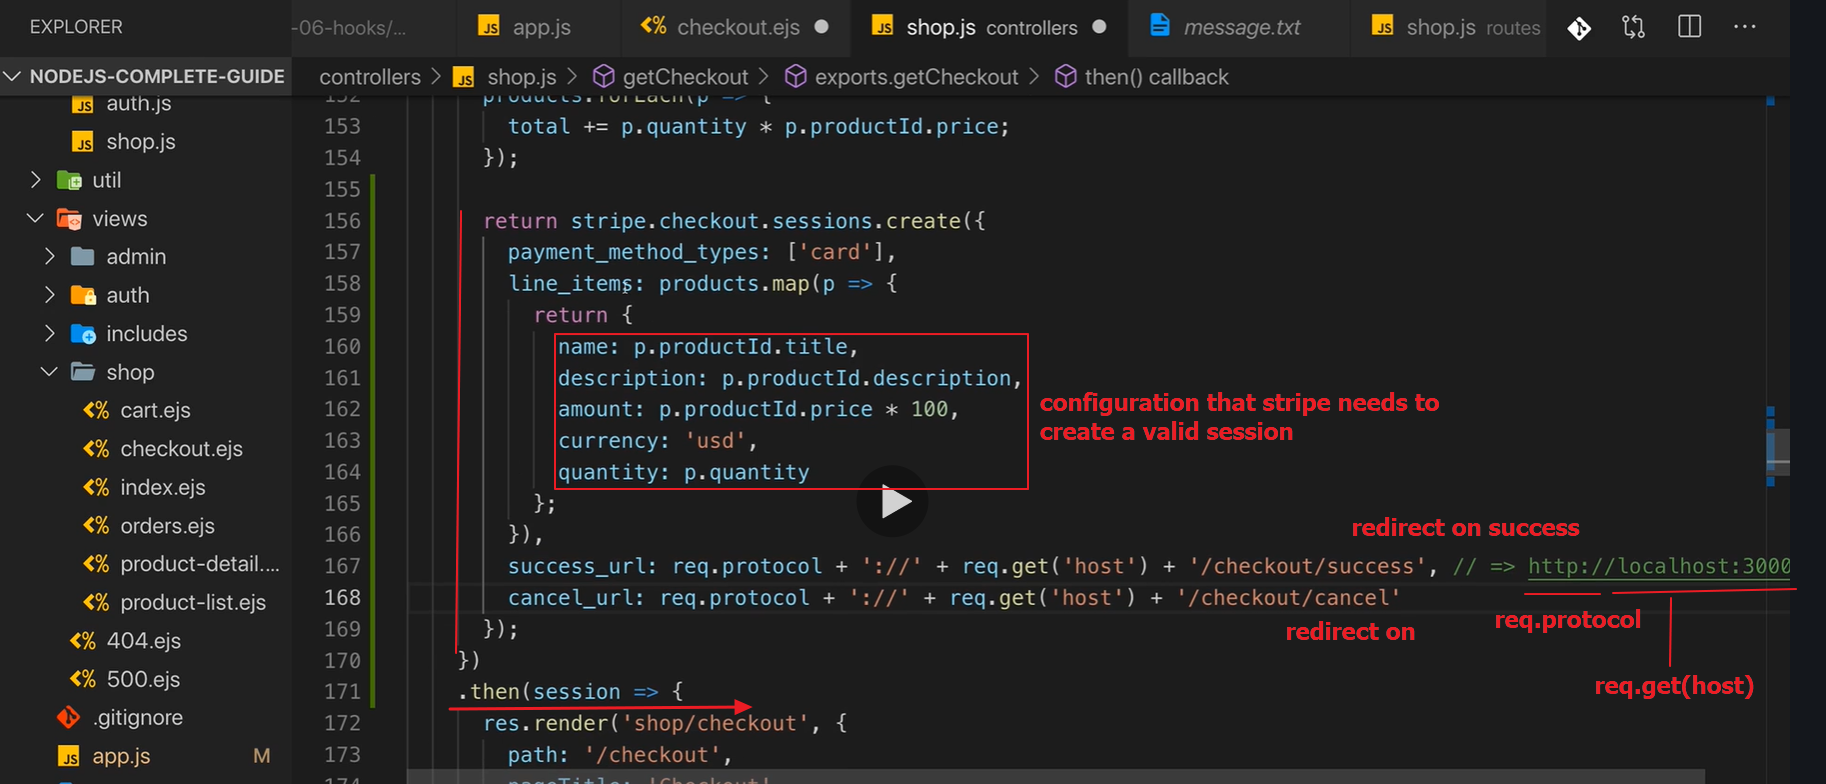 EXPLORER
-06-hooks/...
app.js
checkout.ejs
shop.js controllers
message.txt
shop.js routes
NODEJS-COMPLETE-GUIDE
controllers > shop.js > getCheckout > exports.getCheckout > then() callback
auth.js
shop.js
util
views
admin
auth
includes
shop
cart.ejs
checkout.ejs
index.ejs
orders.ejs
product-detail....
product-list.ejs
404.ejs
500.ejs
.gitignore
app.js M
152 products.forEach(p => {
153 total += p.quantity * p.productId.price;
154 });
155
156 return stripe.checkout.sessions.create({
157 payment_method_types: ['card'],
158 line_items: products.map(p => {
159 return {
160 name: p.productId.title,
161 description: p.productId.description,
162 amount: p.productId.price * 100,
163 currency: 'usd',
164 quantity: p.quantity
165 };
166 }),
167 success_url: req.protocol + '://' + req.get('host') + '/checkout/success', // => http://localhost:3000
168 cancel_url: req.protocol + '://' + req.get('host') + '/checkout/cancel'
169 });
170 })
171 .then(session => {
172 res.render('shop/checkout', {
173 path: '/checkout',
174 pageTitle: 'Checkout'
configuration that stripe needs to
create a valid session
redirect on success
req.protocol
redirect on
req.get(host)